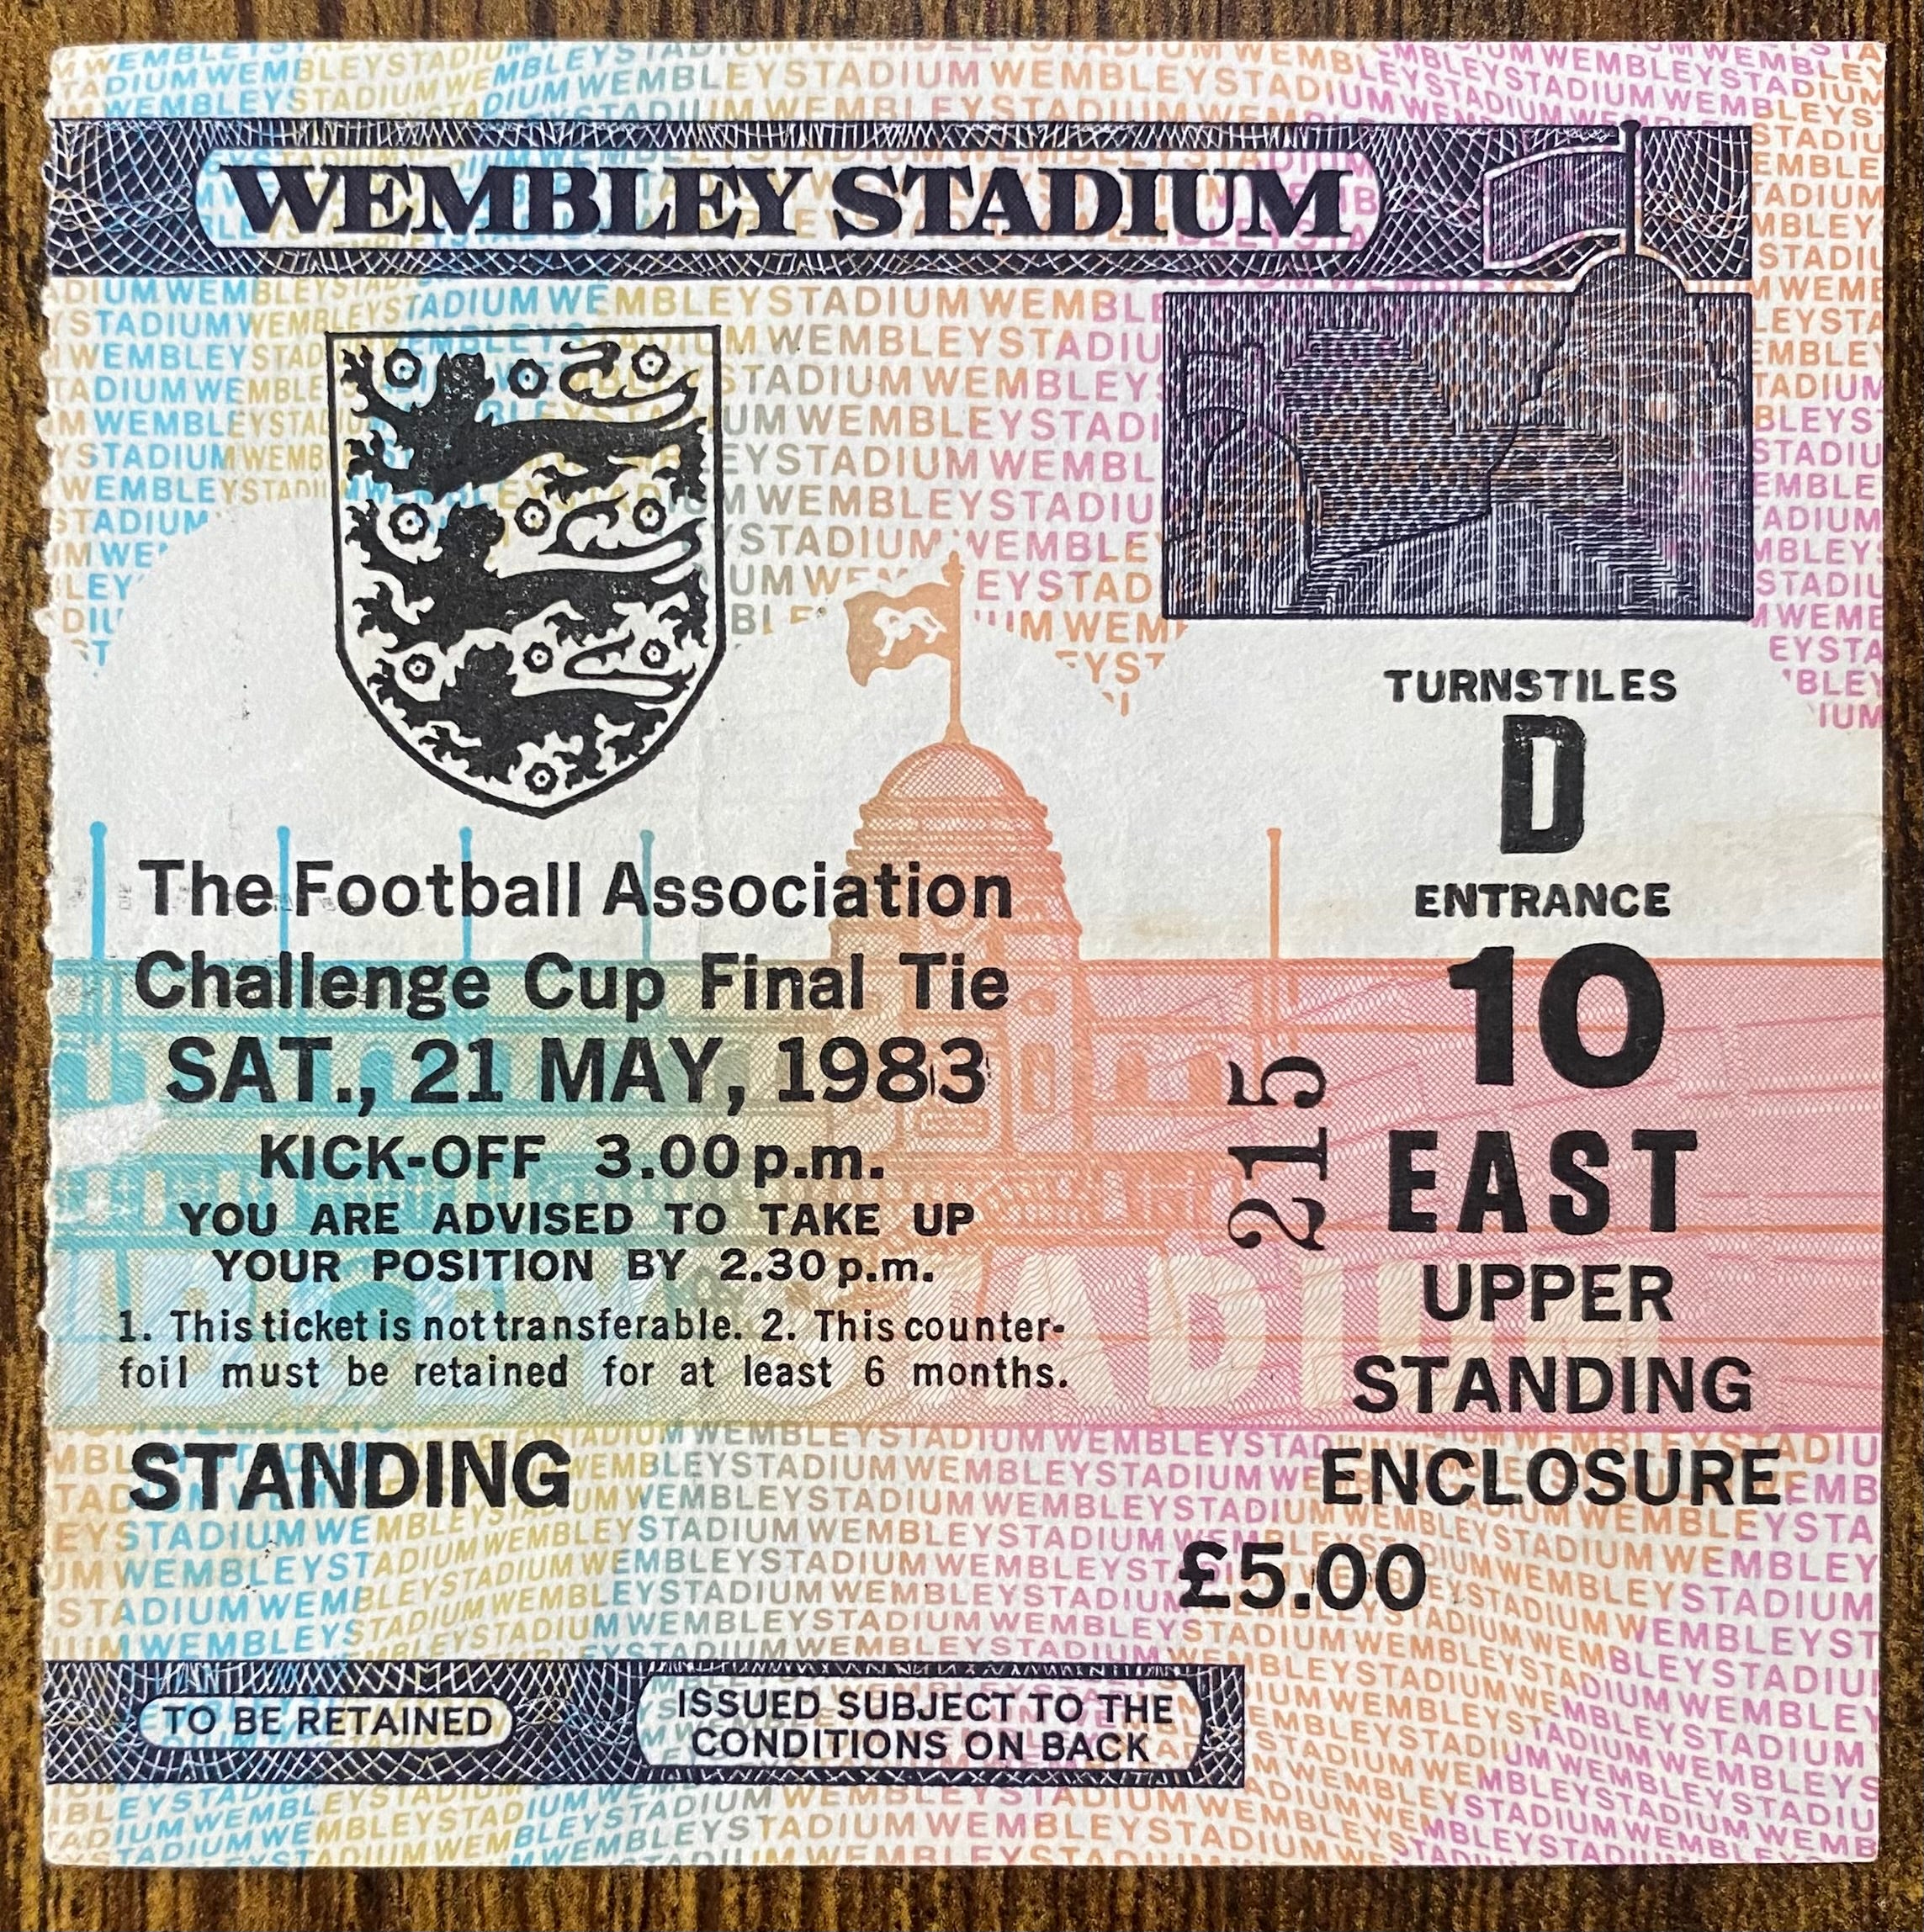 WEMBLEY STADIUM
The Football Association
Challenge Cup Final Tie
SAT., 21 MAY, 1983
KICK-OFF 3.00 p.m.
YOU ARE ADVISED TO TAKE UP
YOUR POSITION BY 2.30 p.m.
1. This ticket is not transferable. 2. This counter-
foil must be retained for at least 6 months.
STANDING
TURNSTILES
D
ENTRANCE
10
EAST
UPPER
STANDING
ENCLOSURE
215
£5.00
TO BE RETAINED
ISSUED SUBJECT TO THE
CONDITIONS ON BACK